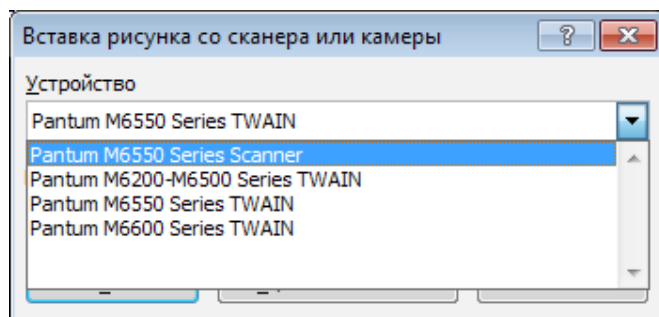 Вставка рисунка со сканера или камеры
Устройство
Pantum M6550 Series TWAIN
Pantum M6550 Series Scanner
Pantum M6200-M6500 Series TWAIN
Pantum M6550 Series TWAIN
Pantum M6600 Series TWAIN